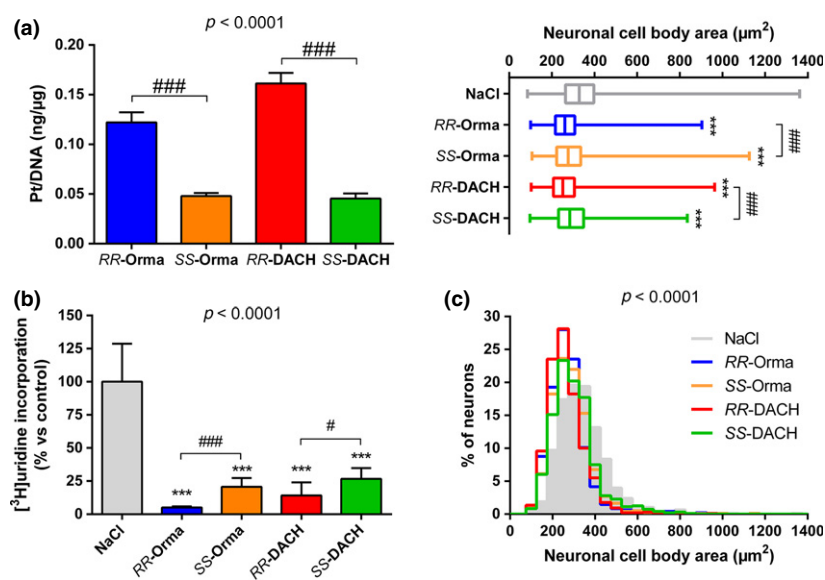 (a)
p < 0.0001
###
###
Pt/DNA (ng/µg)
0.20
0.15
0.10
0.05
0.00
RR-Orma SS-Orma RR-DACH SS-DACH
Neuronal cell body area (µm²)
0 200 400 600 800 1000 1400
NaCl
RR-Orma
SS-Orma
RR-DACH
SS-DACH
***
***
***
***
###
###
(b)
p < 0.0001
[³H]uridine incorporation
(% vs control)
150
125
100
75
50
25
0
###
#
***
***
***
***
NaCl
RR-Orma
SS-Orma
RR-DACH
SS-DACH
(c)
p < 0.0001
% of neurons
30
25
20
15
10
5
0
NaCl
RR-Orma
SS-Orma
RR-DACH
SS-DACH
0 200 400 600 800 1000 1200 1400
Neuronal cell body area (µm²)